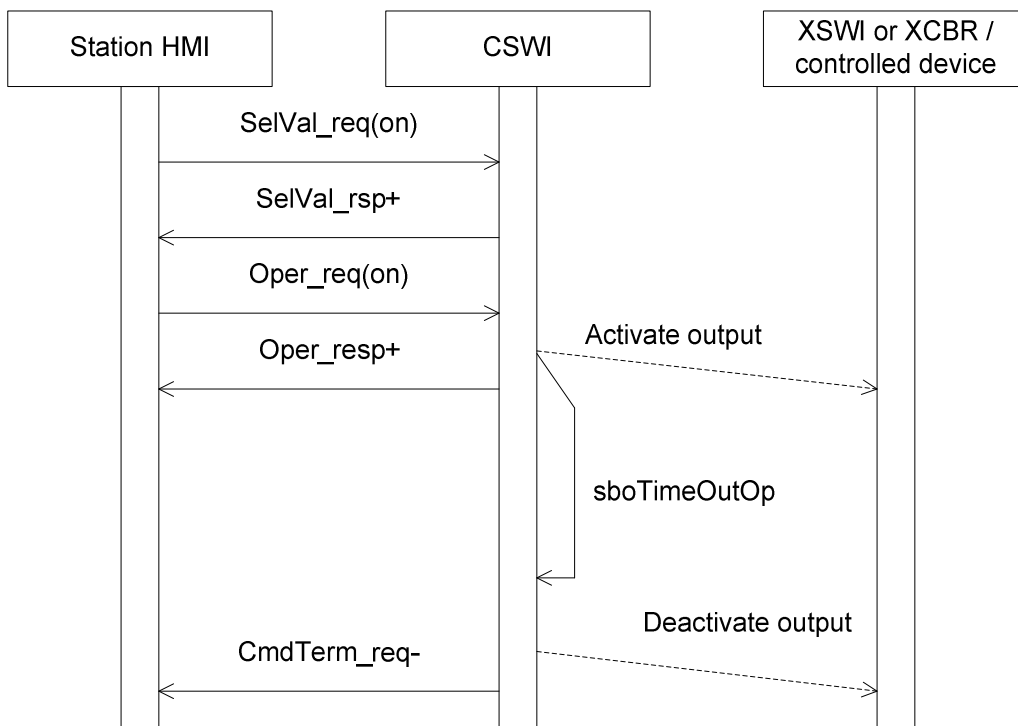 Station HMI
CSWI
XSWI or XCBR /
controlled device
SelVal_req(on)
SelVal_rsp+
Oper_req(on)
Oper_resp+
Activate output
sboTimeOutOp
Deactivate output
CmdTerm_req-